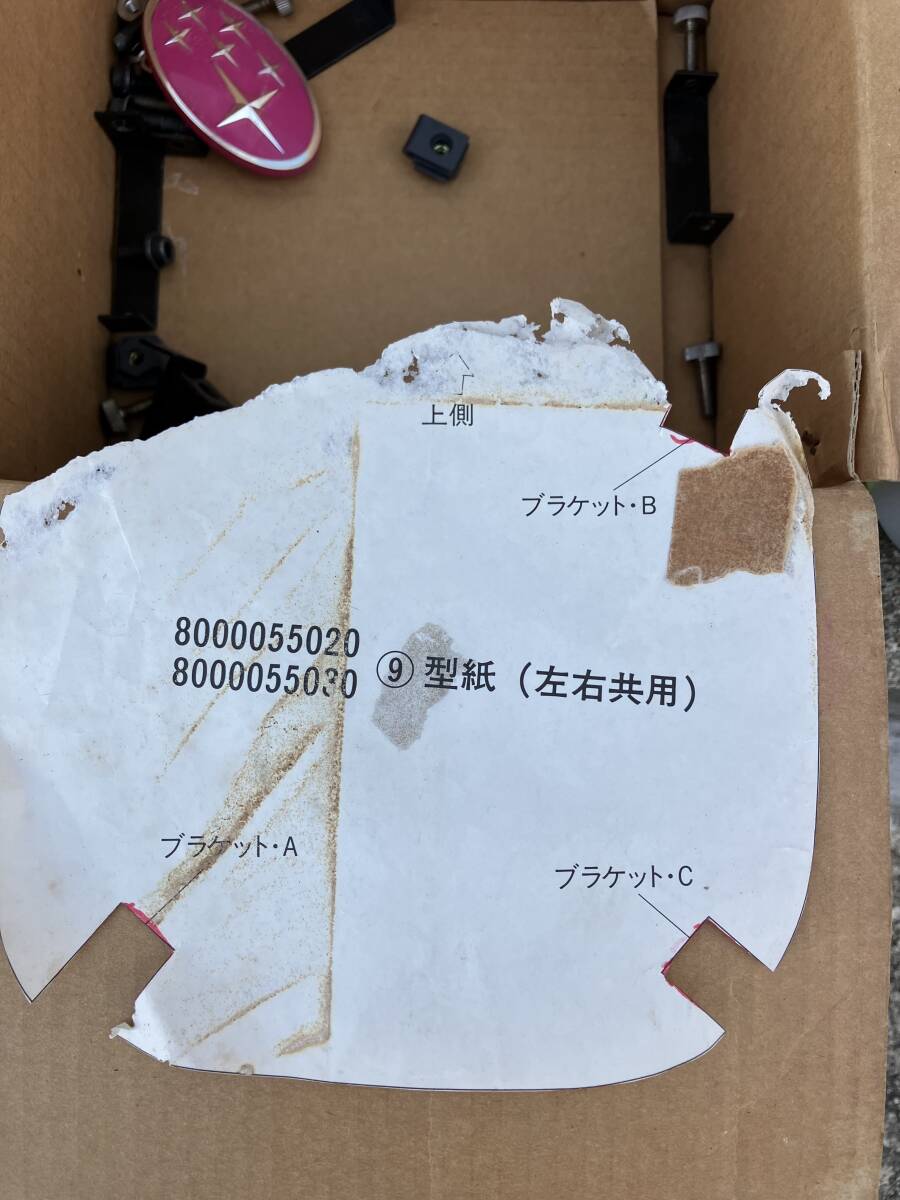 上側
ブラケット・B
8000055020
8000055030
⑨ 型紙（左右共用）
ブラケット・A
ブラケット・C